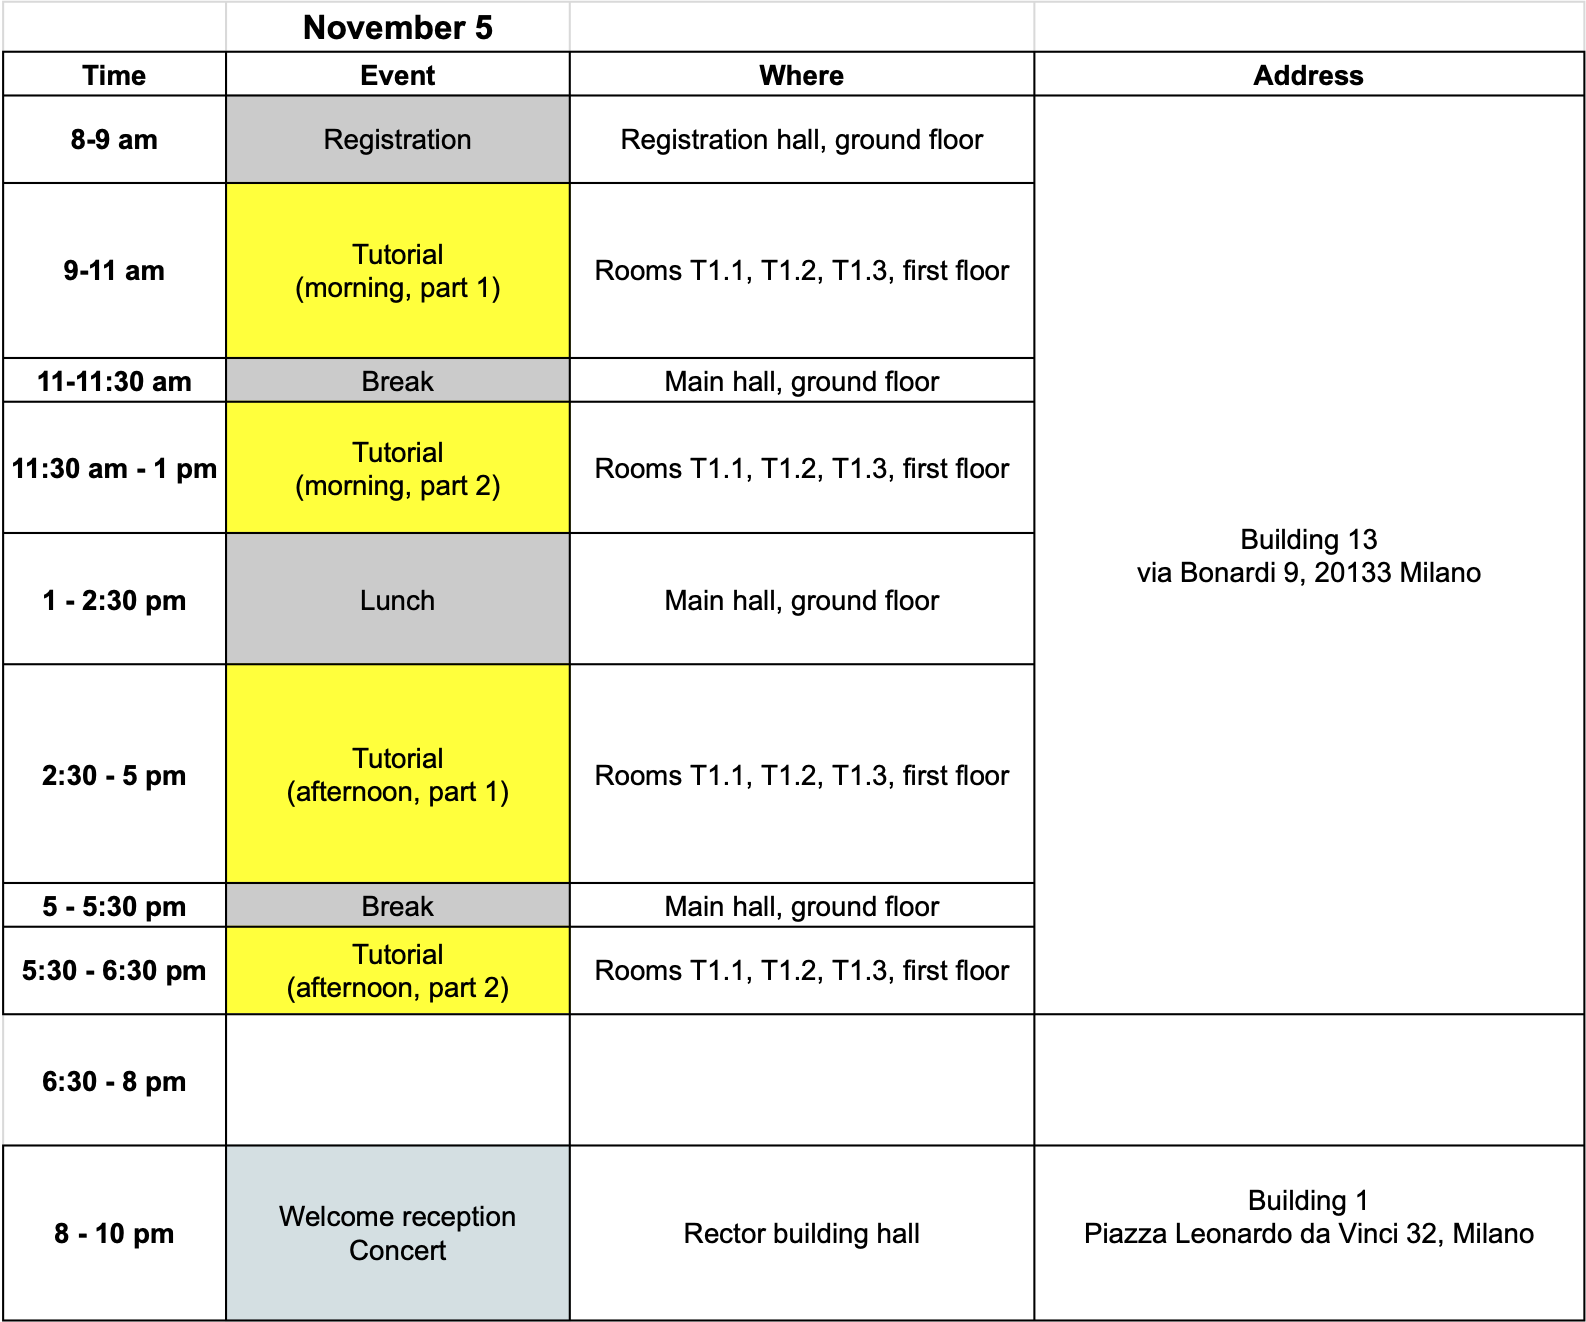 November 5
Time Event Where Address
8-9 am Registration Registration hall, ground floor
9-11 am Tutorial
(morning, part 1) Rooms T1.1, T1.2, T1.3, first floor
11-11:30 am Break Main hall, ground floor
11:30 am - 1 pm Tutorial
(morning, part 2) Rooms T1.1, T1.2, T1.3, first floor
Building 13
via Bonardi 9, 20133 Milano
1 - 2:30 pm Lunch Main hall, ground floor
2:30 - 5 pm Tutorial
(afternoon, part 1) Rooms T1.1, T1.2, T1.3, first floor
5 - 5:30 pm Break Main hall, ground floor
5:30 - 6:30 pm Tutorial
(afternoon, part 2) Rooms T1.1, T1.2, T1.3, first floor
6:30 - 8 pm
8 - 10 pm Welcome reception
Concert Rector building hall Building 1
Piazza Leonardo da Vinci 32, Milano